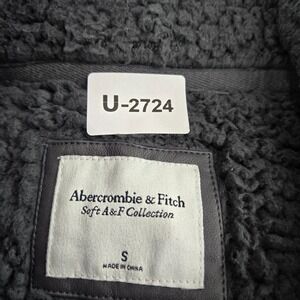 U-2724
Abercrombie & Fitch
Soft A&F Collection
S
MADE IN CHINA